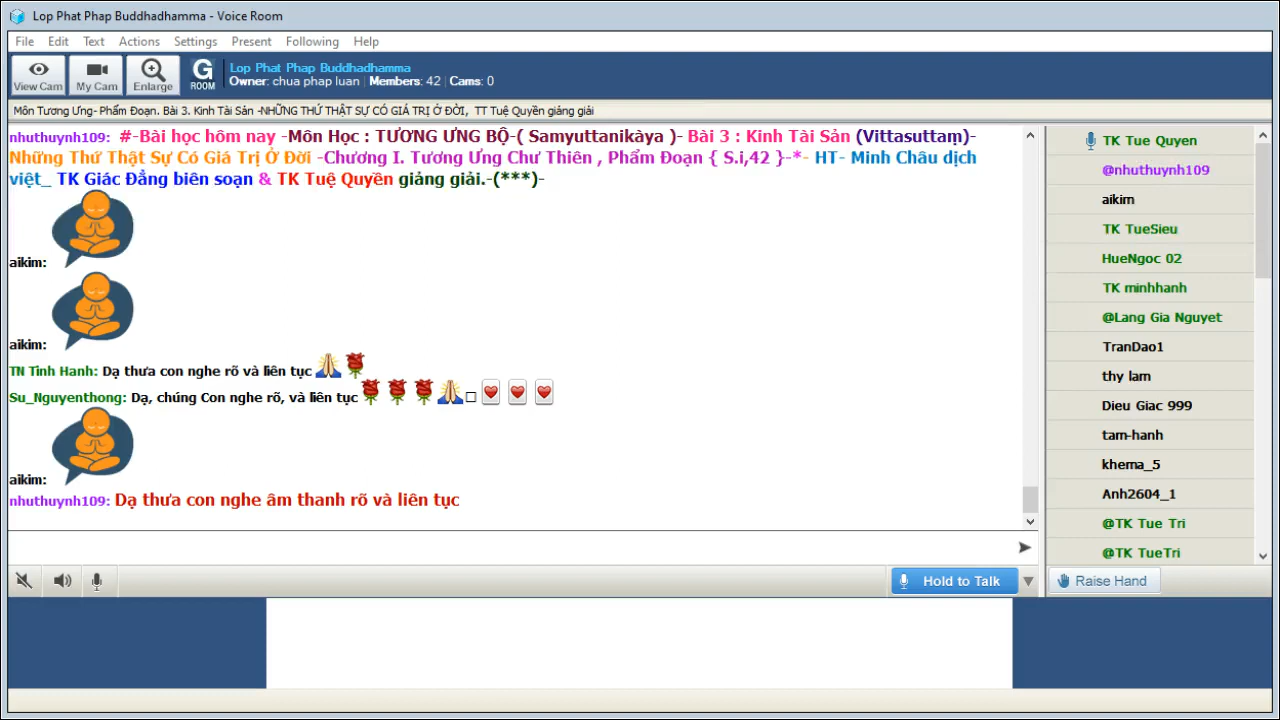 Lop Phat Phap Buddhadhamma - Voice Room
File Edit Text Actions Settings Present Following Help
View Cam My Cam Enlarge G ROOM
Lop Phat Phap Buddhadhamma
Owner: chua phap luan Members: 42 Cams: 0
Môn Tương Ưng- Phẩm Đoạn. Bài 3. Kinh Tài Sản -NHỮNG THỨ THẬT SỰ CÓ GIÁ TRỊ Ở ĐỜI, TT Tuệ Quyền giảng giải
nhuthuynh109: #-Bài học hôm nay -Môn Học : TƯƠNG ƯNG BỘ-( Samyuttanikàya )- Bài 3 : Kinh Tài Sản (Vittasuttaṃ)-
Những Thứ Thật Sự Có Giá Trị Ở Đời -Chương I. Tương Ưng Chư Thiên , Phẩm Đoạn { S.i,42 }-*- HT- Minh Châu dịch
việt_ TK Giác Đẳng biên soạn & TK Tuệ Quyền giảng giải.-(***)-
aikim:
aikim:
TN Tinh Hanh: Dạ thưa con nghe rõ và liên tục
Su_Nguyenthong: Dạ, chúng Con nghe rõ, và liên tục
aikim:
nhuthuynh109: Dạ thưa con nghe âm thanh rõ và liên tục
TK Tue Quyen
@nhuthuynh109
aikim
TK TueSieu
HueNgoc 02
TK minhhanh
@Lang Gia Nguyet
TranDao1
thy lam
Dieu Giac 999
tam-hanh
khema_5
Anh2604_1
@TK Tue Tri
@TK TueTri
Hold to Talk
Raise Hand